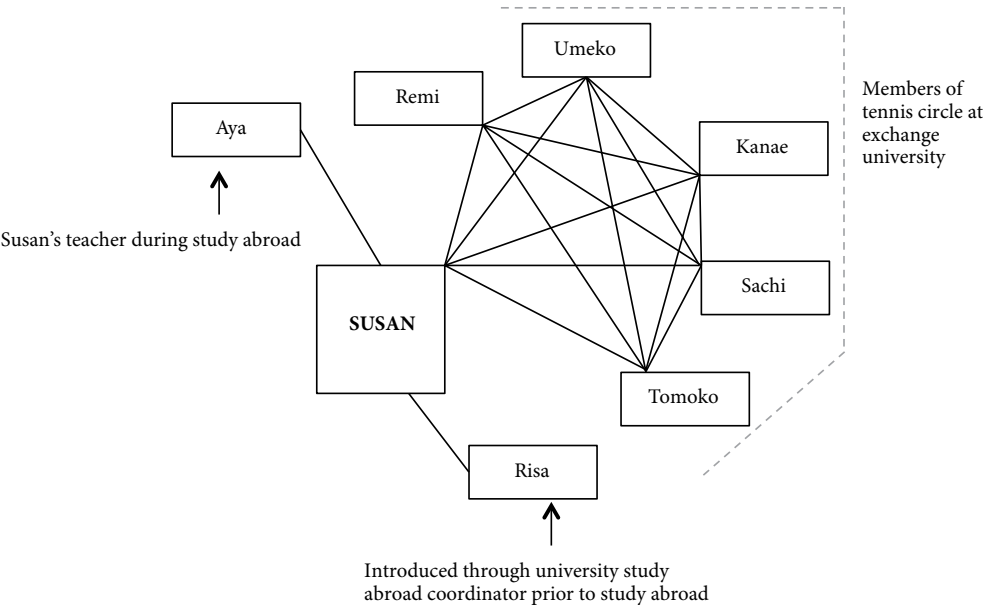 Umeko
Remi
Aya
Kanae
Members of
tennis circle at
exchange
university
Susan’s teacher during study abroad
Sachi
SUSAN
Tomoko
Risa
Introduced through university study
abroad coordinator prior to study abroad